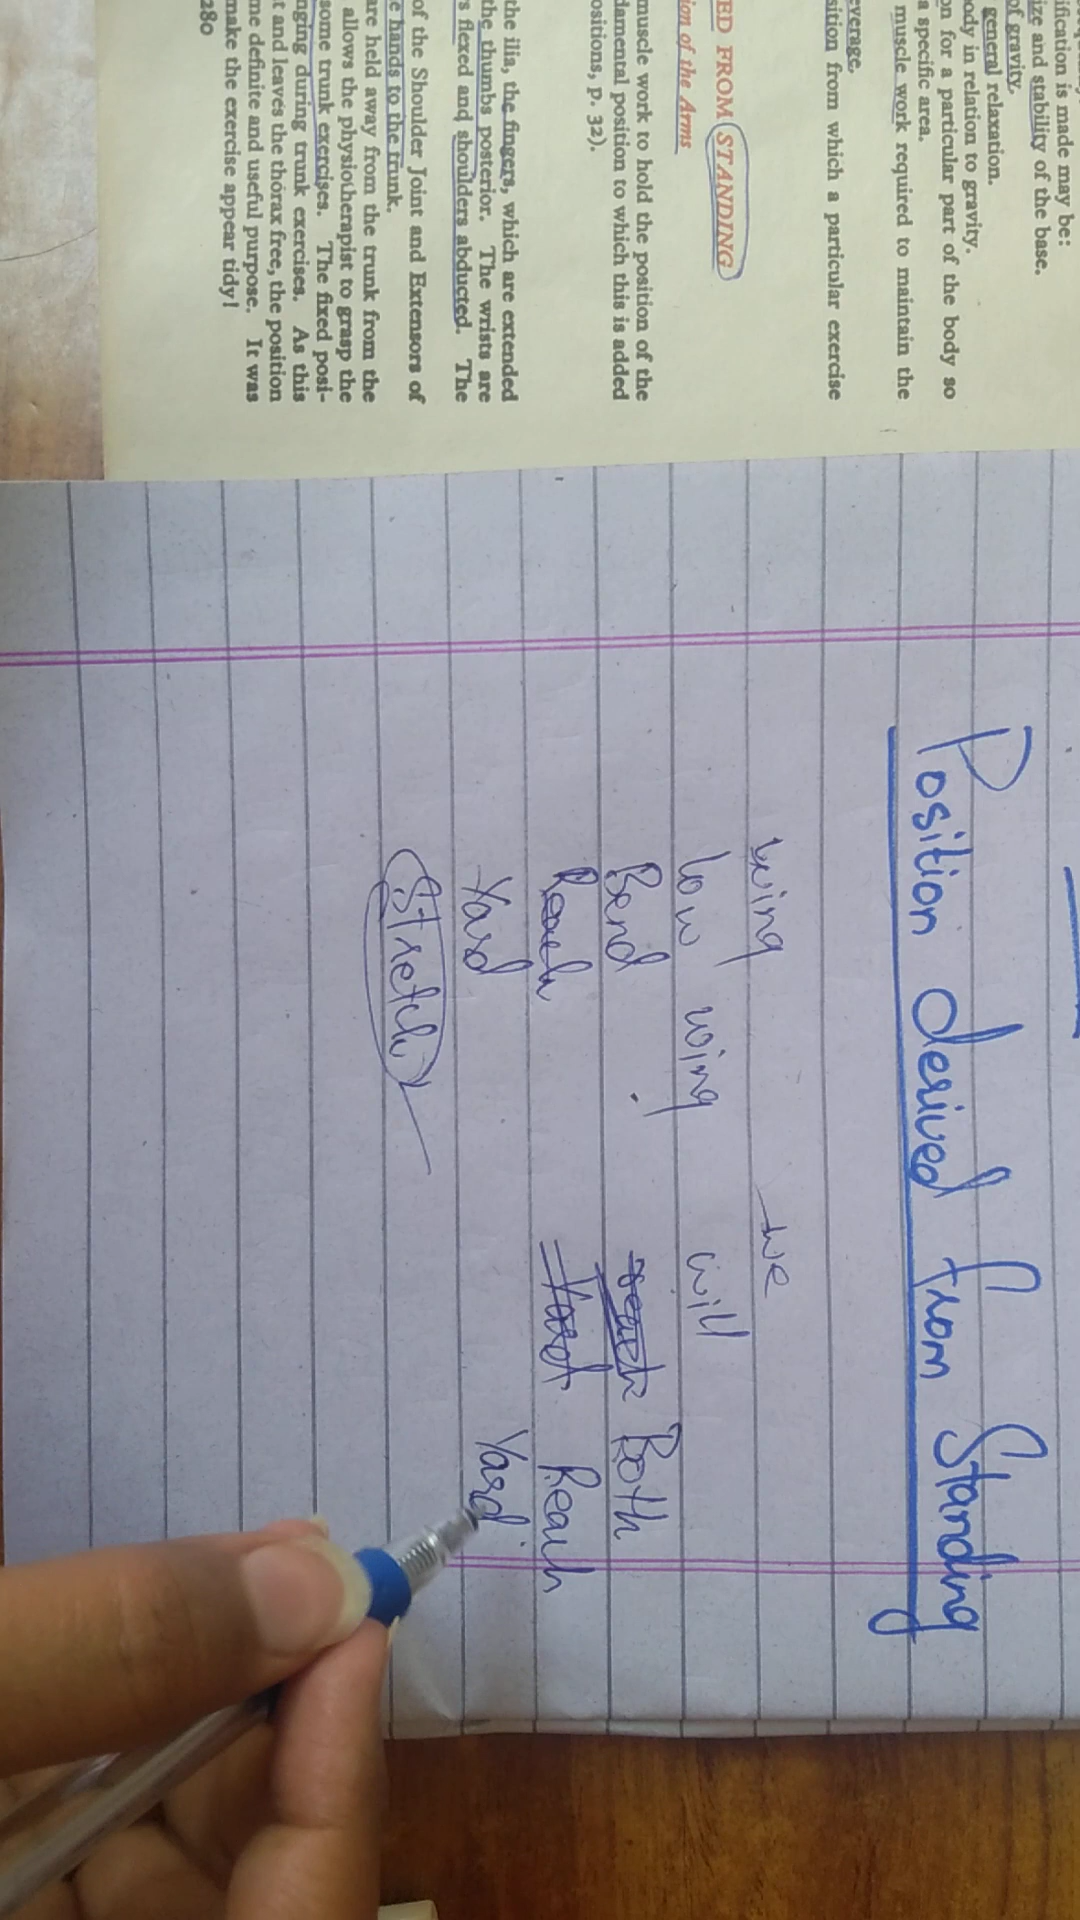 ification is made may be:
ize and stability of the base.
of gravity.
general relaxation.
ody in relation to gravity.
on for a particular part of the body so
a specific area.
muscle work required to maintain the
everage.
sition from which a particular exercise
ED FROM STANDING
ion of the Arms
muscle work to hold the position of the
damental position to which this is added
ositions, p. 32).
the ilia, the fingers, which are extended
the thumbs posterior. The wrists are
s flexed and shoulders abducted. The
of the Shoulder Joint and Extensors of
e hands to the trunk.
are held away from the trunk from the
allows the physiotherapist to grasp the
some trunk exercises. The fixed posi-
nging during trunk exercises. As this
t and leaves the thorax free, the position
me definite and useful purpose. It was
make the exercise appear tidy!
280
Position derived from Standing
wing we
low wing will
Bend Both
Reach Reach
Yard Yard
Stretch